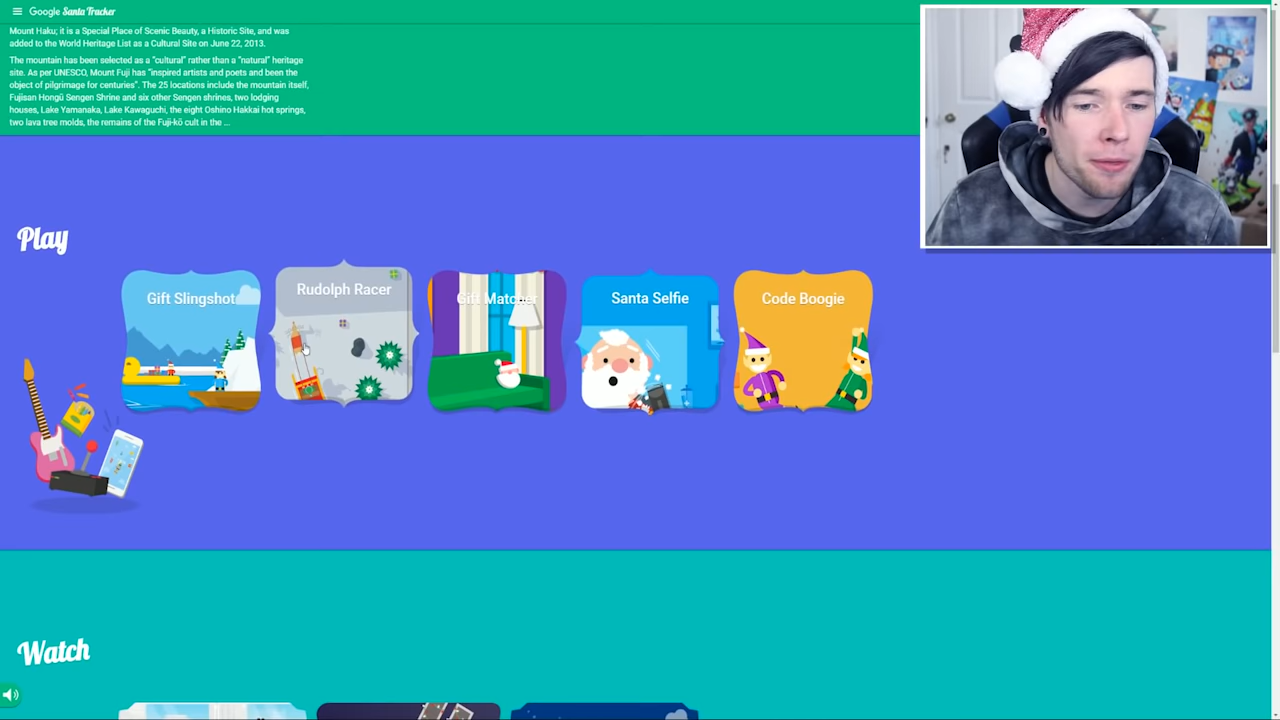 Google Santa Tracker
Mount Haku; it is a Special Place of Scenic Beauty, a Historic Site, and was
added to the World Heritage List as a Cultural Site on June 22, 2013.
The mountain has been selected as a "cultural" rather than a "natural" heritage
site. As per UNESCO, Mount Fuji has "inspired artists and poets and been the
object of pilgrimage for centuries". The 25 locations include the mountain itself,
Fujisan Hongū Sengen Shrine and six other Sengen shrines, two lodging
houses, Lake Yamanaka, Lake Kawaguchi, the eight Oshino Hakkai hot springs,
two lava tree molds, the remains of the Fuji-kō cult in the ...
Play
Gift Slingshot
Rudolph Racer
Gift Matcher
Santa Selfie
Code Boogie
Watch